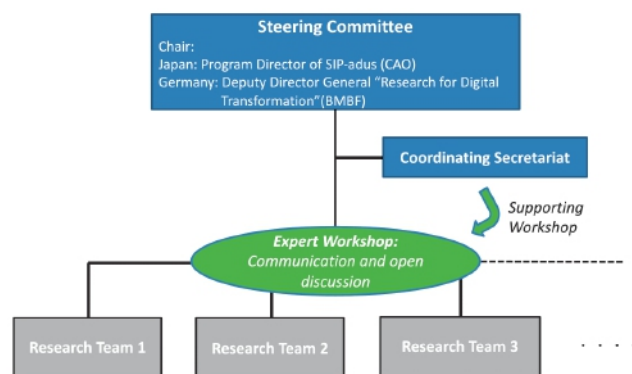 Steering Committee
Chair:
Japan: Program Director of SIP-adus (CAO)
Germany: Deputy Director General "Research for Digital
Transformation"(BMBF)
Coordinating Secretariat
Supporting
Workshop
Expert Workshop:
Communication and open
discussion
Research Team 1
Research Team 2
Research Team 3
. . . .